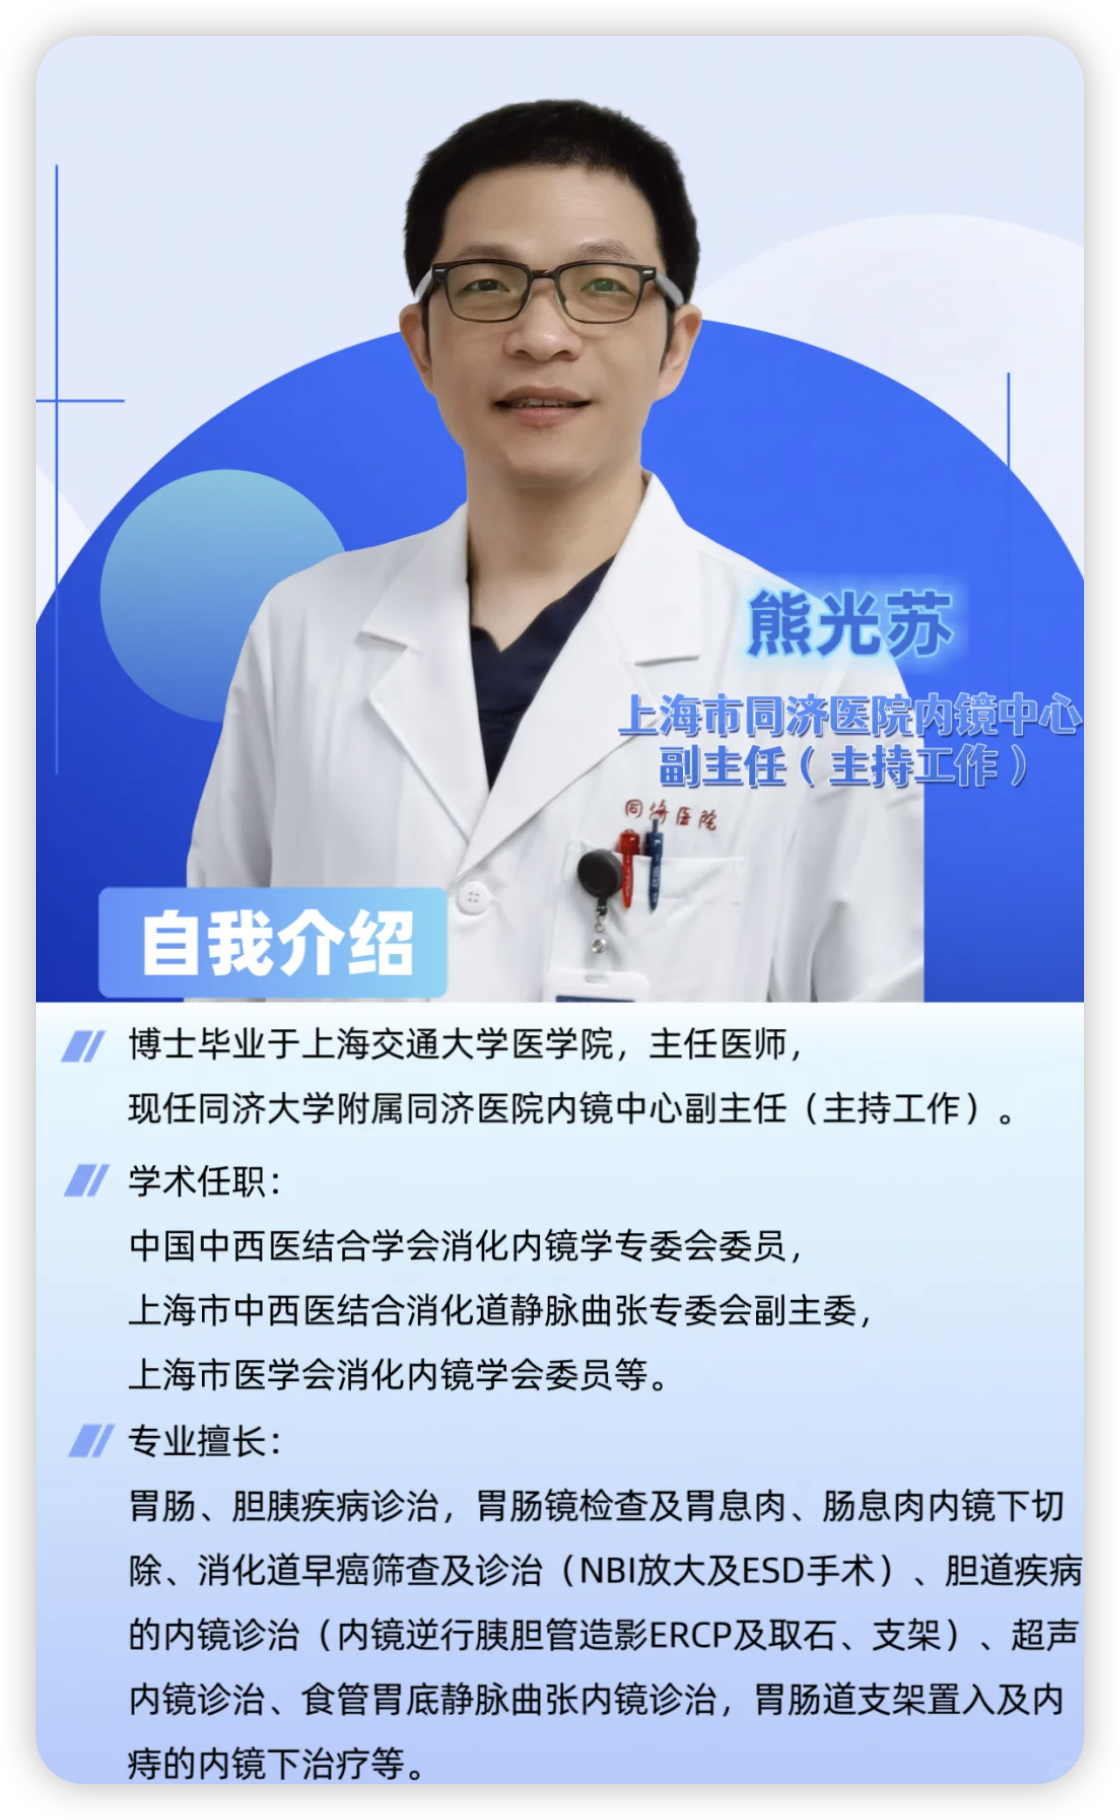 熊光苏
上海市同济医院内镜中心
副主任（主持工作）
同济医院
自我介绍
博士毕业于上海交通大学医学院，主任医师，
现任同济大学附属同济医院内镜中心副主任（主持工作）。
学术任职：
中国中西医结合学会消化内镜学专委会委员，
上海市中西医结合消化道静脉曲张专委会副主委，
上海市医学会消化内镜学会委员等。
专业擅长：
胃肠、胆胰疾病诊治，胃肠镜检查及胃息肉、肠息肉内镜下切
除、消化道早癌筛查及诊治（NBI放大及ESD手术）、胆道疾病
的内镜诊治（内镜逆行胰胆管造影ERCP及取石、支架）、超声
内镜诊治、食管胃底静脉曲张内镜诊治，胃肠道支架置入及内
痔的内镜下治疗等。